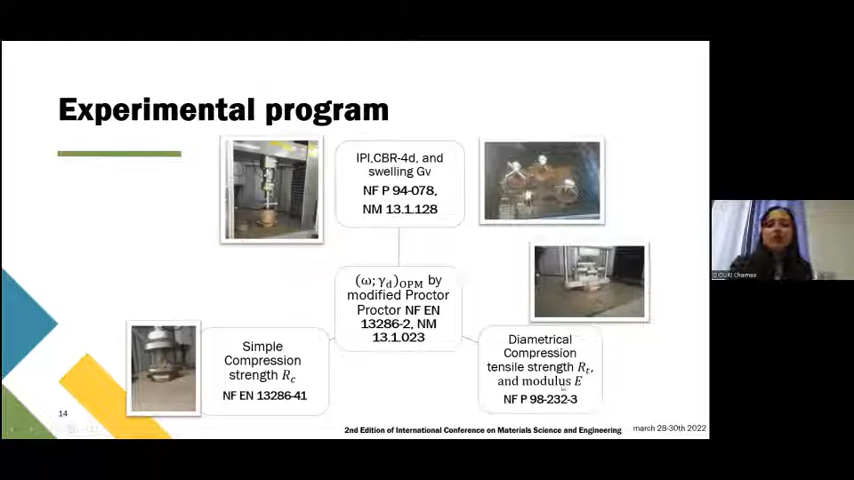 Experimental program
IPI,CBR-4d, and
swelling Gv
NF P 94-078,
NM 13.1.128
(ω; γd)OPM by
modified Proctor
Proctor NF EN
13286-2, NM
13.1.023
Simple
Compression
strength Rc
NF EN 13286-41
Diametrical
Compression
tensile strength Rt,
and modulus E
NF P 98-232-3
14
2nd Edition of International Conference on Materials Science and Engineering
march 28-30th 2022
Chamae